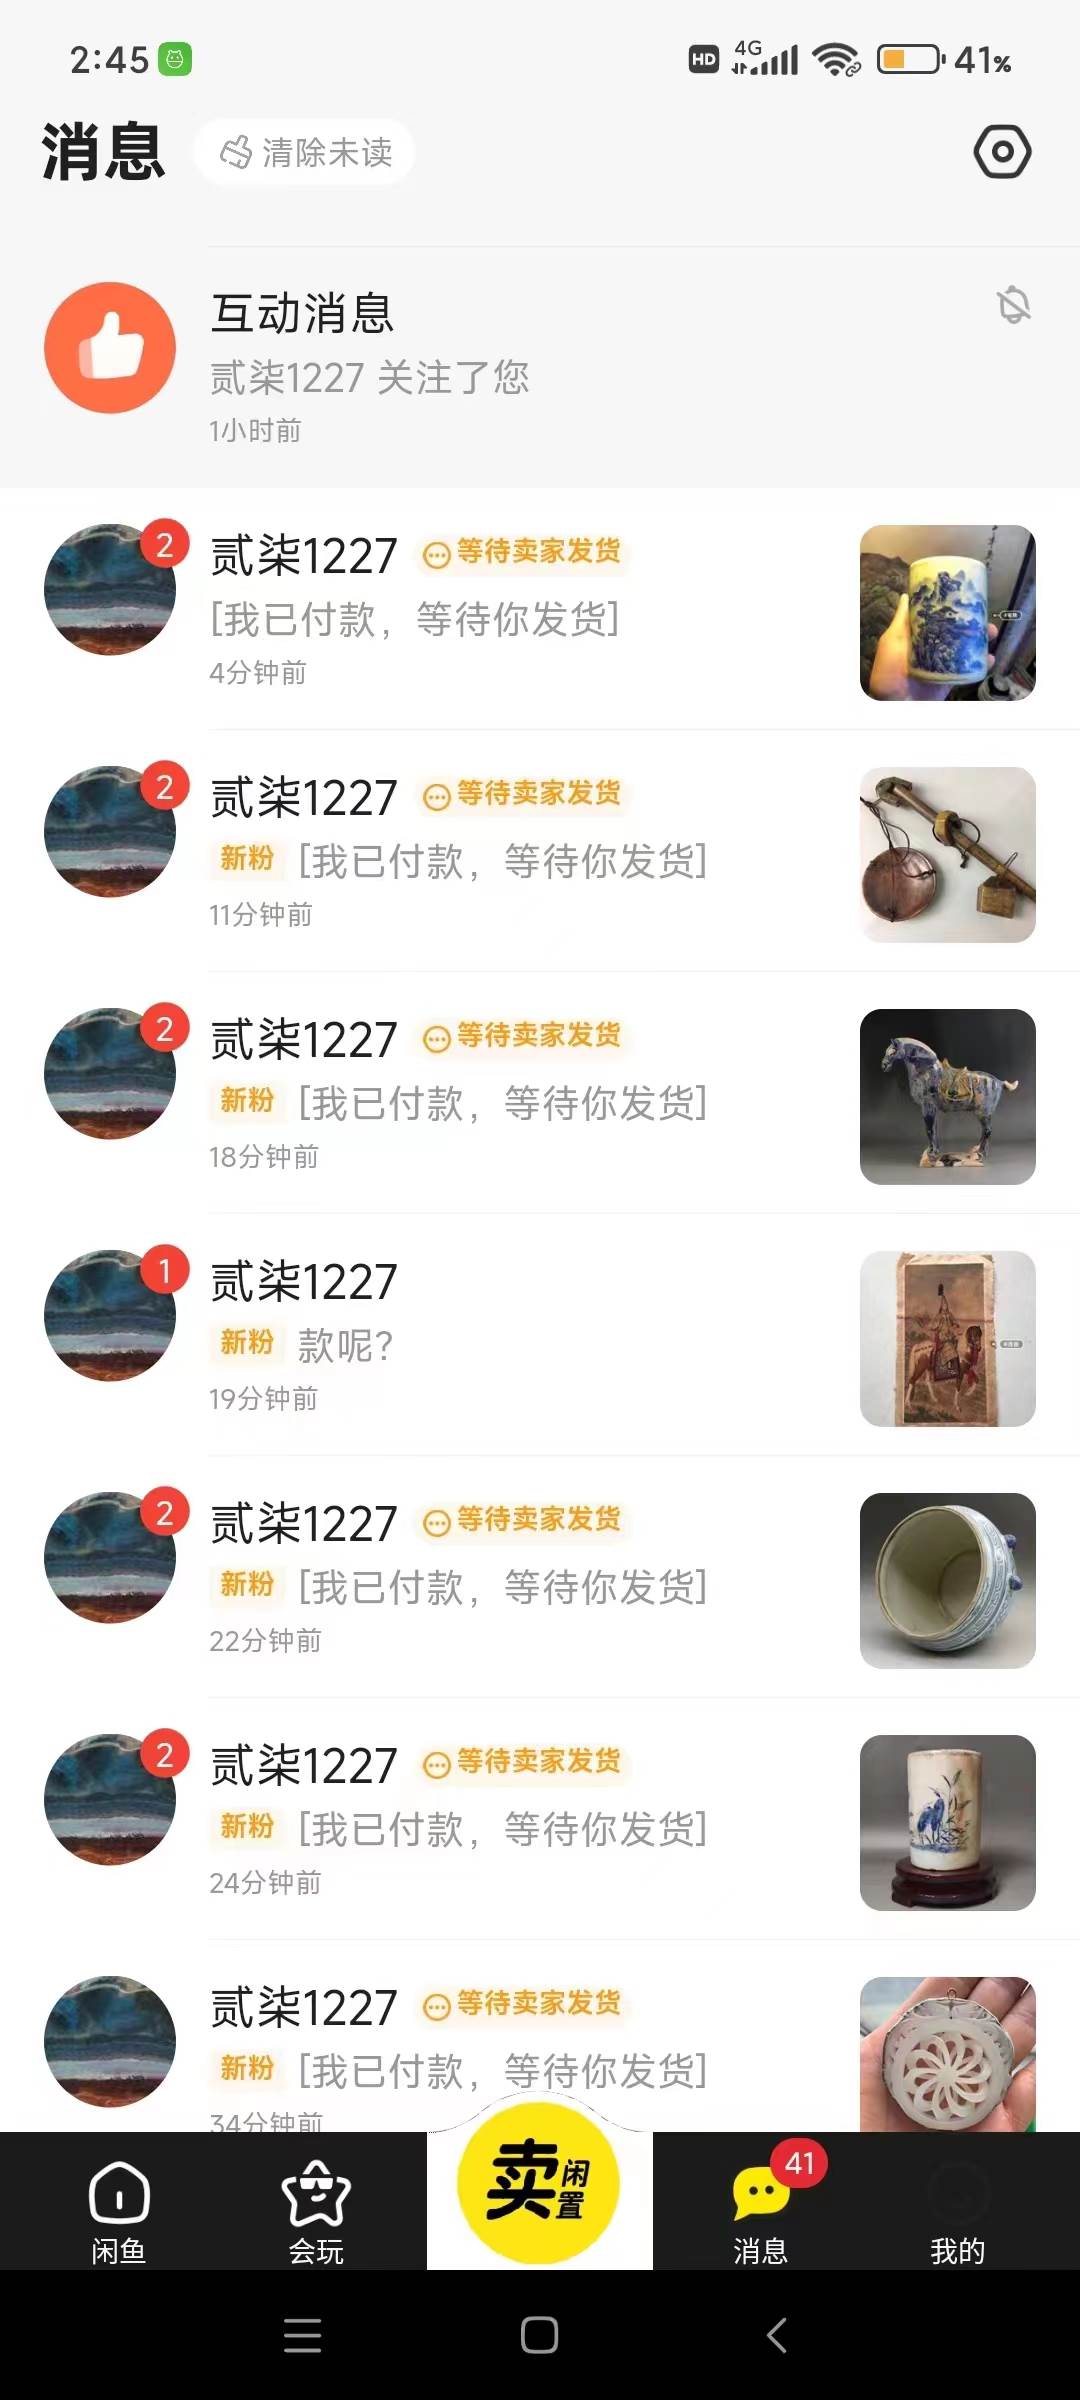 2:45
HD 4G 41%
消息 清除未读
互动消息
贰柒1227 关注了您
1小时前
2 贰柒1227 等待卖家发货
[我已付款，等待你发货]
4分钟前
2 贰柒1227 等待卖家发货
新粉 [我已付款，等待你发货]
11分钟前
2 贰柒1227 等待卖家发货
新粉 [我已付款，等待你发货]
18分钟前
1 贰柒1227
新粉 款呢?
19分钟前
2 贰柒1227 等待卖家发货
新粉 [我已付款，等待你发货]
22分钟前
2 贰柒1227 等待卖家发货
新粉 [我已付款，等待你发货]
24分钟前
贰柒1227 等待卖家发货
新粉 [我已付款，等待你发货]
34分钟前
卖闲置
41
闲鱼 会玩 消息 我的